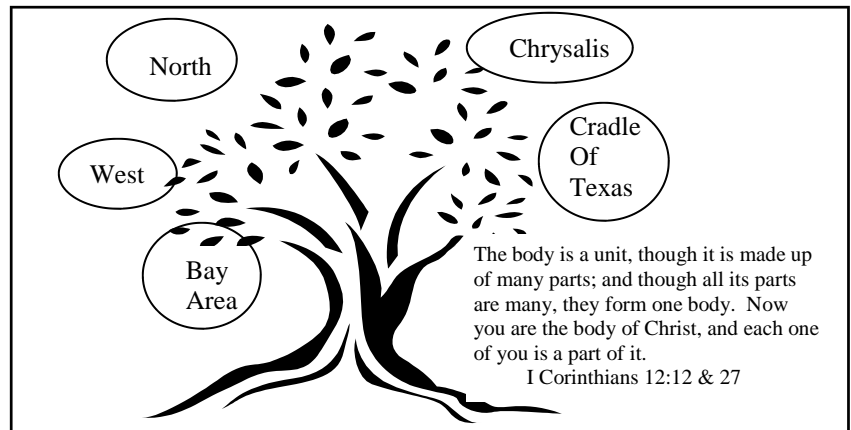 North
Chrysalis
West
Cradle
Of
Texas
Bay
Area
The body is a unit, though it is made up
of many parts; and though all its parts
are many, they form one body.  Now
you are the body of Christ, and each one
of you is a part of it.
I Corinthians 12:12 & 27